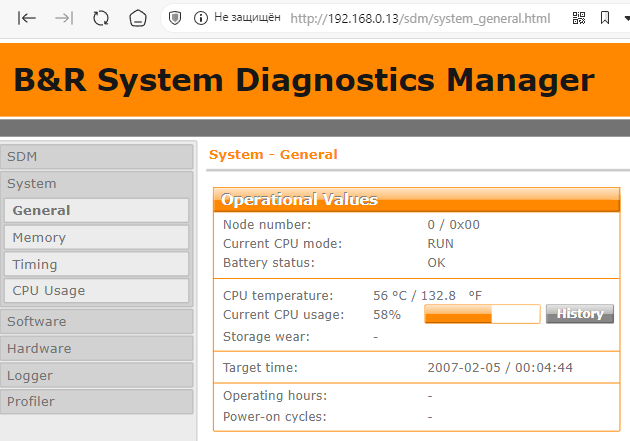 Не защищён http://192.168.0.13/sdm/system_general.html
B&R System Diagnostics Manager
SDM
System
General
Memory
Timing
CPU Usage
Software
Hardware
Logger
Profiler
System - General
Operational Values
Node number: 0 / 0x00
Current CPU mode: RUN
Battery status: OK
CPU temperature: 56 ºC / 132.8 ºF
Current CPU usage: 58% History
Storage wear: -
Target time: 2007-02-05 / 00:04:44
Operating hours: -
Power-on cycles: -